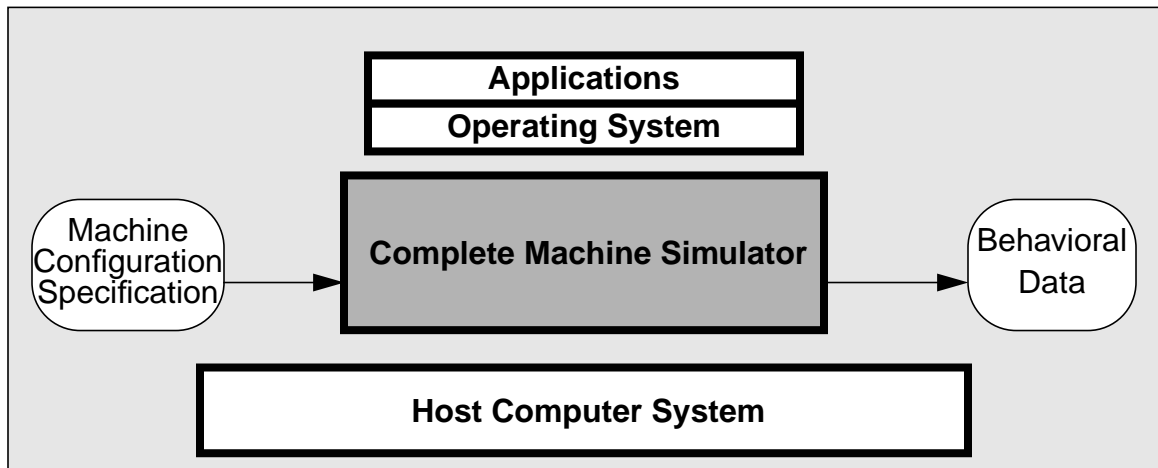 Applications
Operating System
Machine
Configuration
Specification
Complete Machine Simulator
Behavioral
Data
Host Computer System